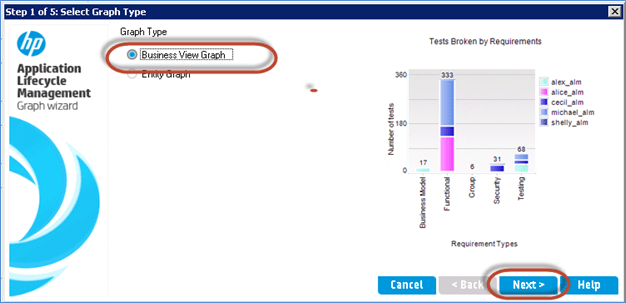 Step 1 of 5: Select Graph Type
hp
Application
Lifecycle
Management
Graph wizard
Graph Type
Business View Graph
Entity Graph
Tests Broken by Requirements
Number of tests
360
180
0
17
333
6
31
68
Business Model
Functional
Group
Security
Testing
Requirement Types
alex_alm
alice_alm
cecil_alm
michael_alm
shelly_alm
Cancel
< Back
Next >
Help